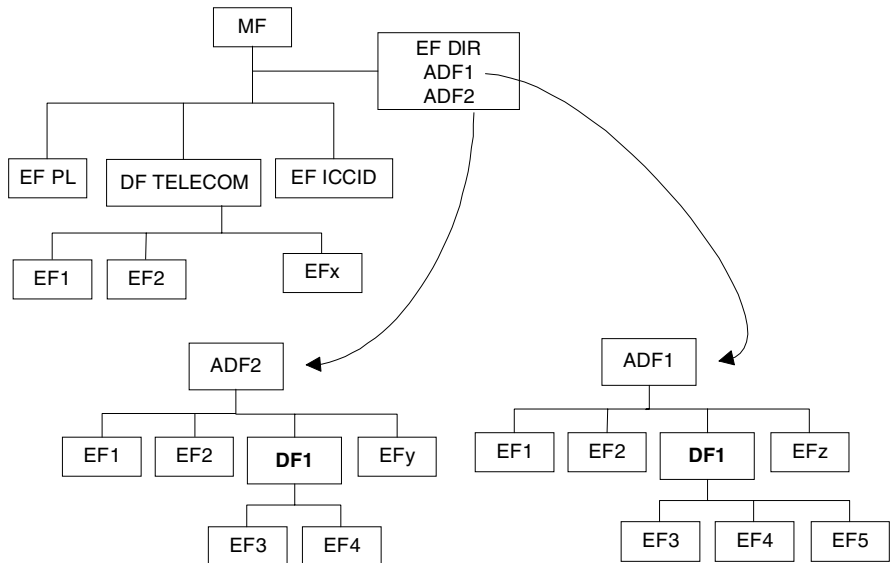 MF
EF DIR
ADF1
ADF2
EF PL
DF TELECOM
EF ICCID
EF1
EF2
EFx
ADF2
EF1
EF2
DF1
EFy
EF3
EF4
ADF1
EF1
EF2
DF1
EFz
EF3
EF4
EF5